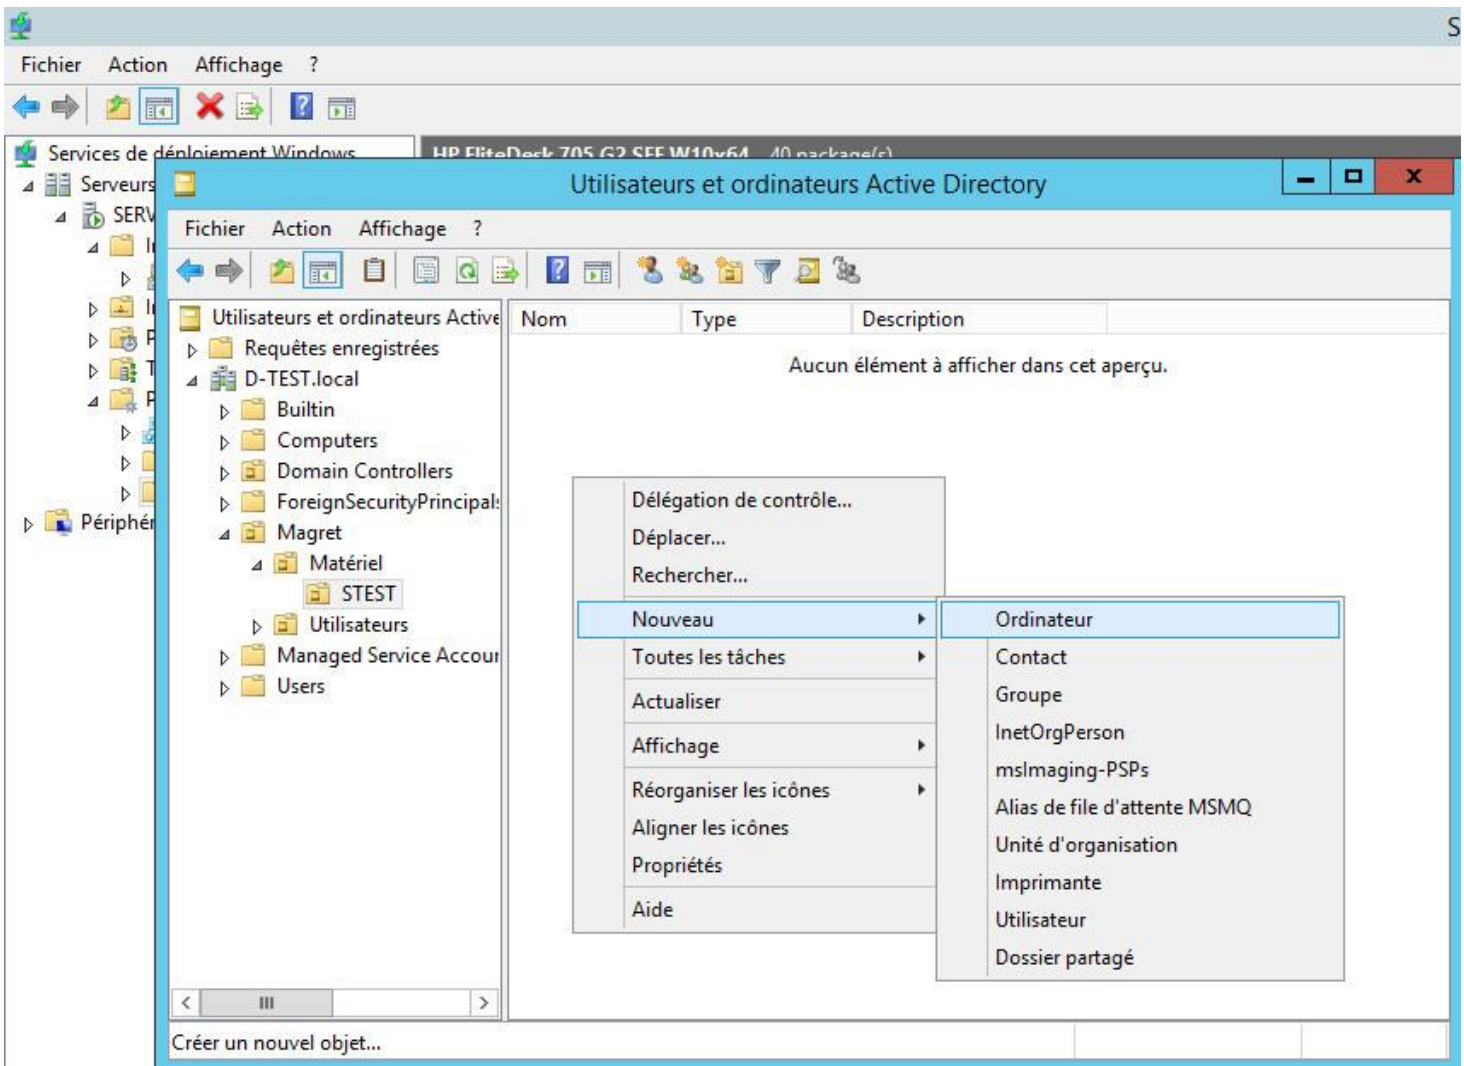 S
Fichier Action Affichage ?
Services de déploiement Windows
HP EliteDesk 705 G2 SFF W10x64 40 package(s)
Serveurs
SERV
Périphér
Utilisateurs et ordinateurs Active Directory
Fichier Action Affichage ?
Utilisateurs et ordinateurs Active
Requêtes enregistrées
D-TEST.local
Builtin
Computers
Domain Controllers
ForeignSecurityPrincipals
Magret
Matériel
STEST
Utilisateurs
Managed Service Accour
Users
Nom Type Description
Aucun élément à afficher dans cet aperçu.
Délégation de contrôle...
Déplacer...
Rechercher...
Nouveau
Toutes les tâches
Actualiser
Affichage
Réorganiser les icônes
Aligner les icônes
Propriétés
Aide
Ordinateur
Contact
Groupe
InetOrgPerson
msImaging-PSPs
Alias de file d'attente MSMQ
Unité d'organisation
Imprimante
Utilisateur
Dossier partagé
Créer un nouvel objet...